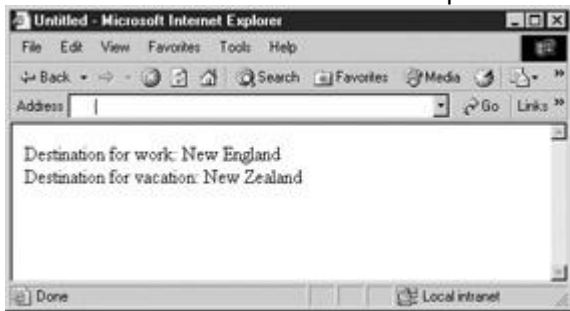 Untitled - Microsoft Internet Explorer
File Edit View Favorites Tools Help
Back Search Favorites Media »
Address Go Links »
Destination for work: New England
Destination for vacation: New Zealand
Done Local intranet